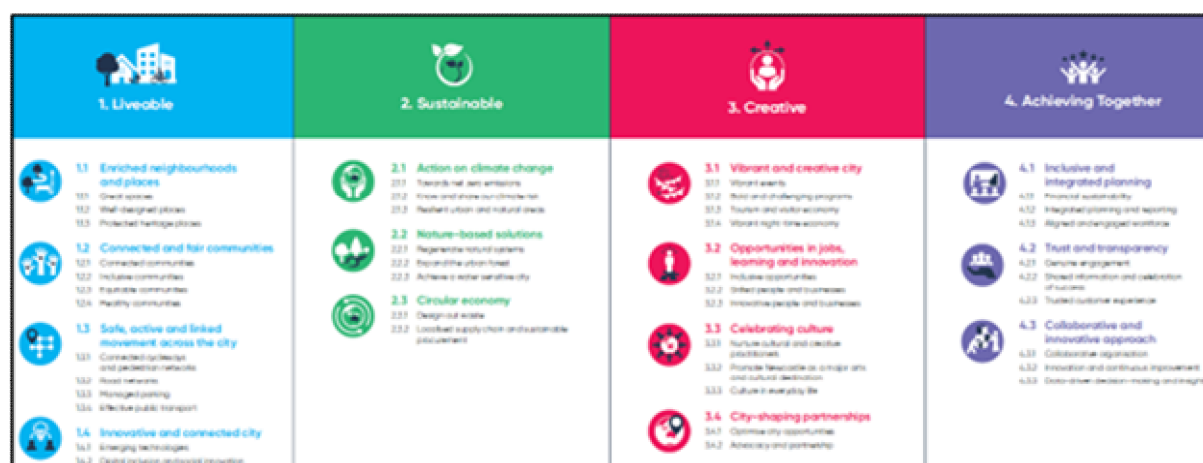 1. Liveable
1.1 Enriched neighbourhoods
and places
1.1.1 Great spaces
1.1.2 Well-designed places
1.1.3 Protected heritage places
1.2 Connected and fair communities
1.2.1 Connected communities
1.2.2 Inclusive communities
1.2.3 Equitable communities
1.2.4 Healthy communities
1.3 Safe, active and linked
movement across the city
1.3.1 Connected cycleways
and pedestrian networks
1.3.2 Road networks
1.3.3 Managed parking
1.3.4 Effective public transport
1.4 Innovative and connected city
1.4.1 Emerging technologies
1.4.2 Digital inclusion and social innovation
2. Sustainable
2.1 Action on climate change
2.1.1 Towards net zero emissions
2.1.2 Know and share our climate risk
2.1.3 Resilient urban and natural areas
2.2 Nature-based solutions
2.2.1 Regenerate natural systems
2.2.2 Expand the urban forest
2.2.3 Achieve a water sensitive city
2.3 Circular economy
2.3.1 Design out waste
2.3.2 Localised supply chain and sustainable
procurement
3. Creative
3.1 Vibrant and creative city
3.1.1 Vibrant events
3.1.2 Bold and challenging programs
3.1.3 Tourism and visitor economy
3.1.4 Vibrant night-time economy
3.2 Opportunities in jobs,
learning and innovation
3.2.1 Inclusive opportunities
3.2.2 Skilled people and businesses
3.2.3 Innovative people and businesses
3.3 Celebrating culture
3.3.1 Nurture cultural and creative
practitioners
3.3.2 Promote Newcastle as a major arts
and cultural destination
3.3.3 Culture in everyday life
3.4 City-shaping partnerships
3.4.1 Optimise city opportunities
3.4.2 Advocacy and partnership
4. Achieving Together
4.1 Inclusive and
integrated planning
4.1.1 Financial sustainability
4.1.2 Integrated planning and reporting
4.1.3 Aligned and engaged workforce
4.2 Trust and transparency
4.2.1 Genuine engagement
4.2.2 Shared information and celebration
of success
4.2.3 Trusted customer experience
4.3 Collaborative and
innovative approach
4.3.1 Collaborative organisation
4.3.2 Innovation and continuous improvement
4.3.3 Data-driven decision-making and insights